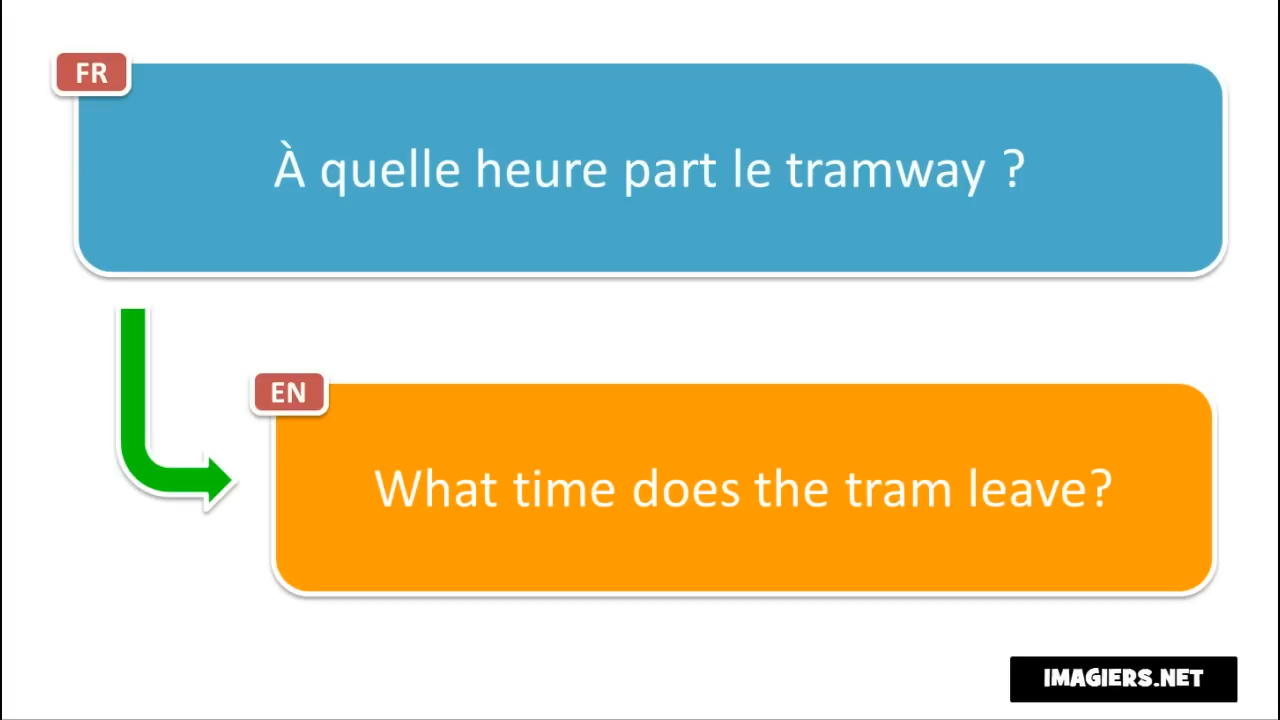 FR
À quelle heure part le tramway ?
EN
What time does the tram leave?
IMAGIERS.NET